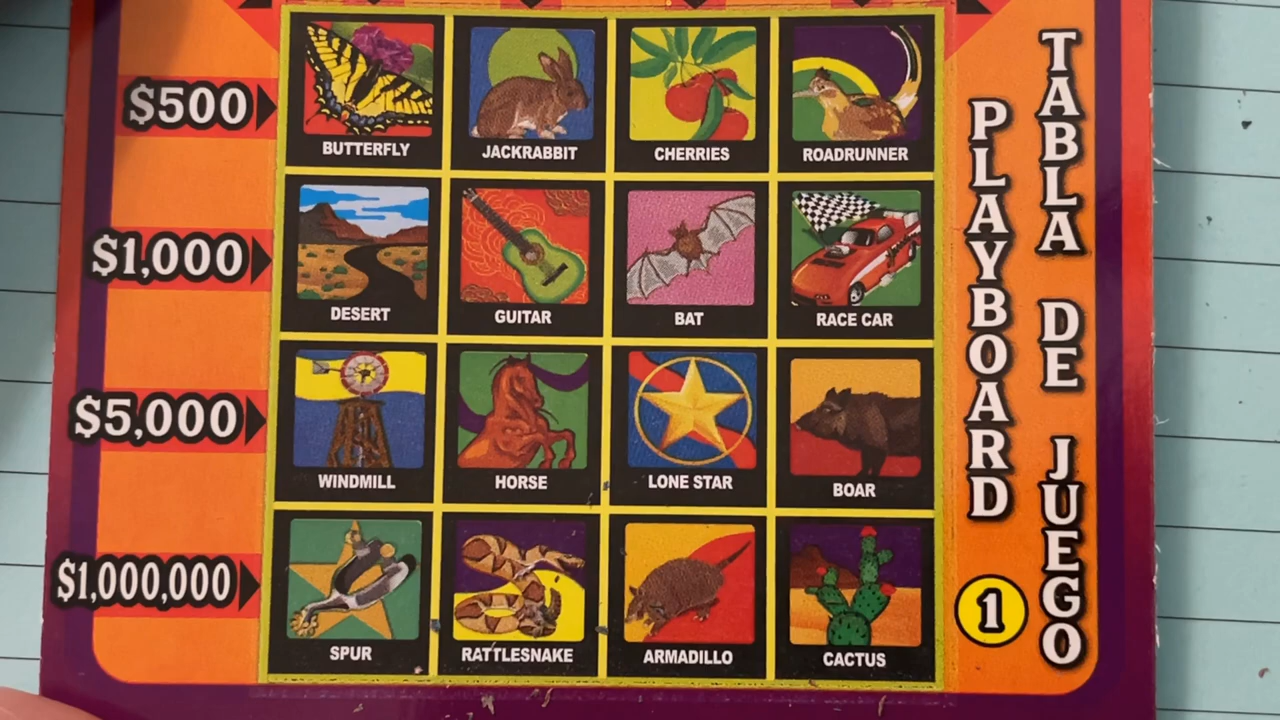 $500
BUTTERFLY JACKRABBIT CHERRIES ROADRUNNER
$1,000
DESERT GUITAR BAT RACE CAR
$5,000
WINDMILL HORSE LONE STAR BOAR
$1,000,000
SPUR RATTLESNAKE ARMADILLO CACTUS
TABLA DE JUEGO
PLAYBOARD
1